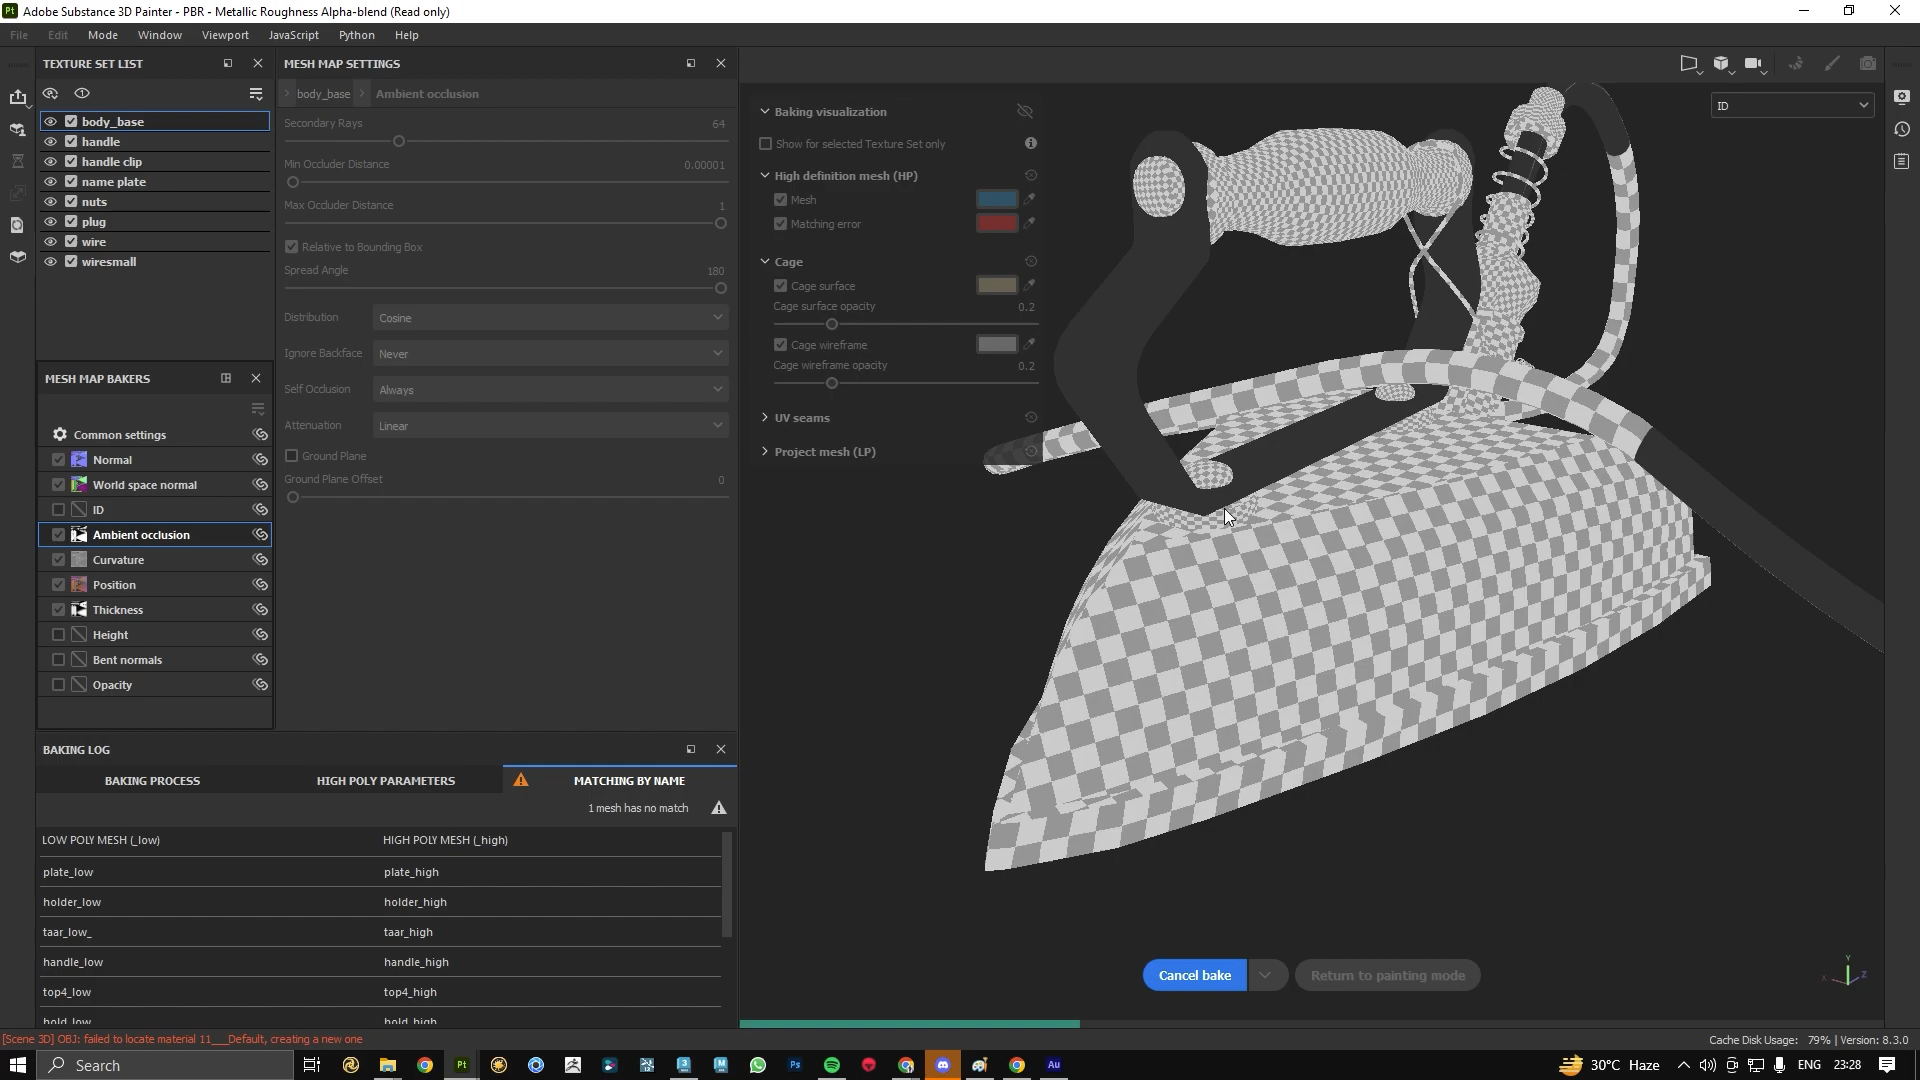 Adobe Substance 3D Painter - PBR - Metallic Roughness Alpha-blend (Read only)
File Edit Mode Window Viewport JavaScript Python Help
TEXTURE SET LIST
body_base
handle
handle clip
name plate
nuts
plug
wire
wiresmall
MESH MAP BAKERS
Common settings
Normal
World space normal
ID
Ambient occlusion
Curvature
Position
Thickness
Height
Bent normals
Opacity
MESH MAP SETTINGS
body_base Ambient occlusion
Secondary Rays 64
Min Occluder Distance 0.00001
Max Occluder Distance 1
Relative to Bounding Box
Spread Angle 180
Distribution Cosine
Ignore Backface Never
Self Occlusion Always
Attenuation Linear
Ground Plane
Ground Plane Offset 0
Baking visualization
Show for selected Texture Set only
High definition mesh (HP)
Mesh
Matching error
Cage
Cage surface
Cage surface opacity 0.2
Cage wireframe
Cage wireframe opacity 0.2
UV seams
Project mesh (LP)
ID
BAKING LOG
BAKING PROCESS HIGH POLY PARAMETERS MATCHING BY NAME
1 mesh has no match
LOW POLY MESH (_low) HIGH POLY MESH (_high)
plate_low plate_high
holder_low holder_high
taar_low_ taar_high
handle_low handle_high
top4_low top4_high
hold_low hold_high
Cancel bake Return to painting mode
Y
X Z
[Scene 3D] OBJ: failed to locate material 11___Default, creating a new one
Cache Disk Usage: 79% | Version: 8.3.0
Search
30°C Haze ENG 23:28